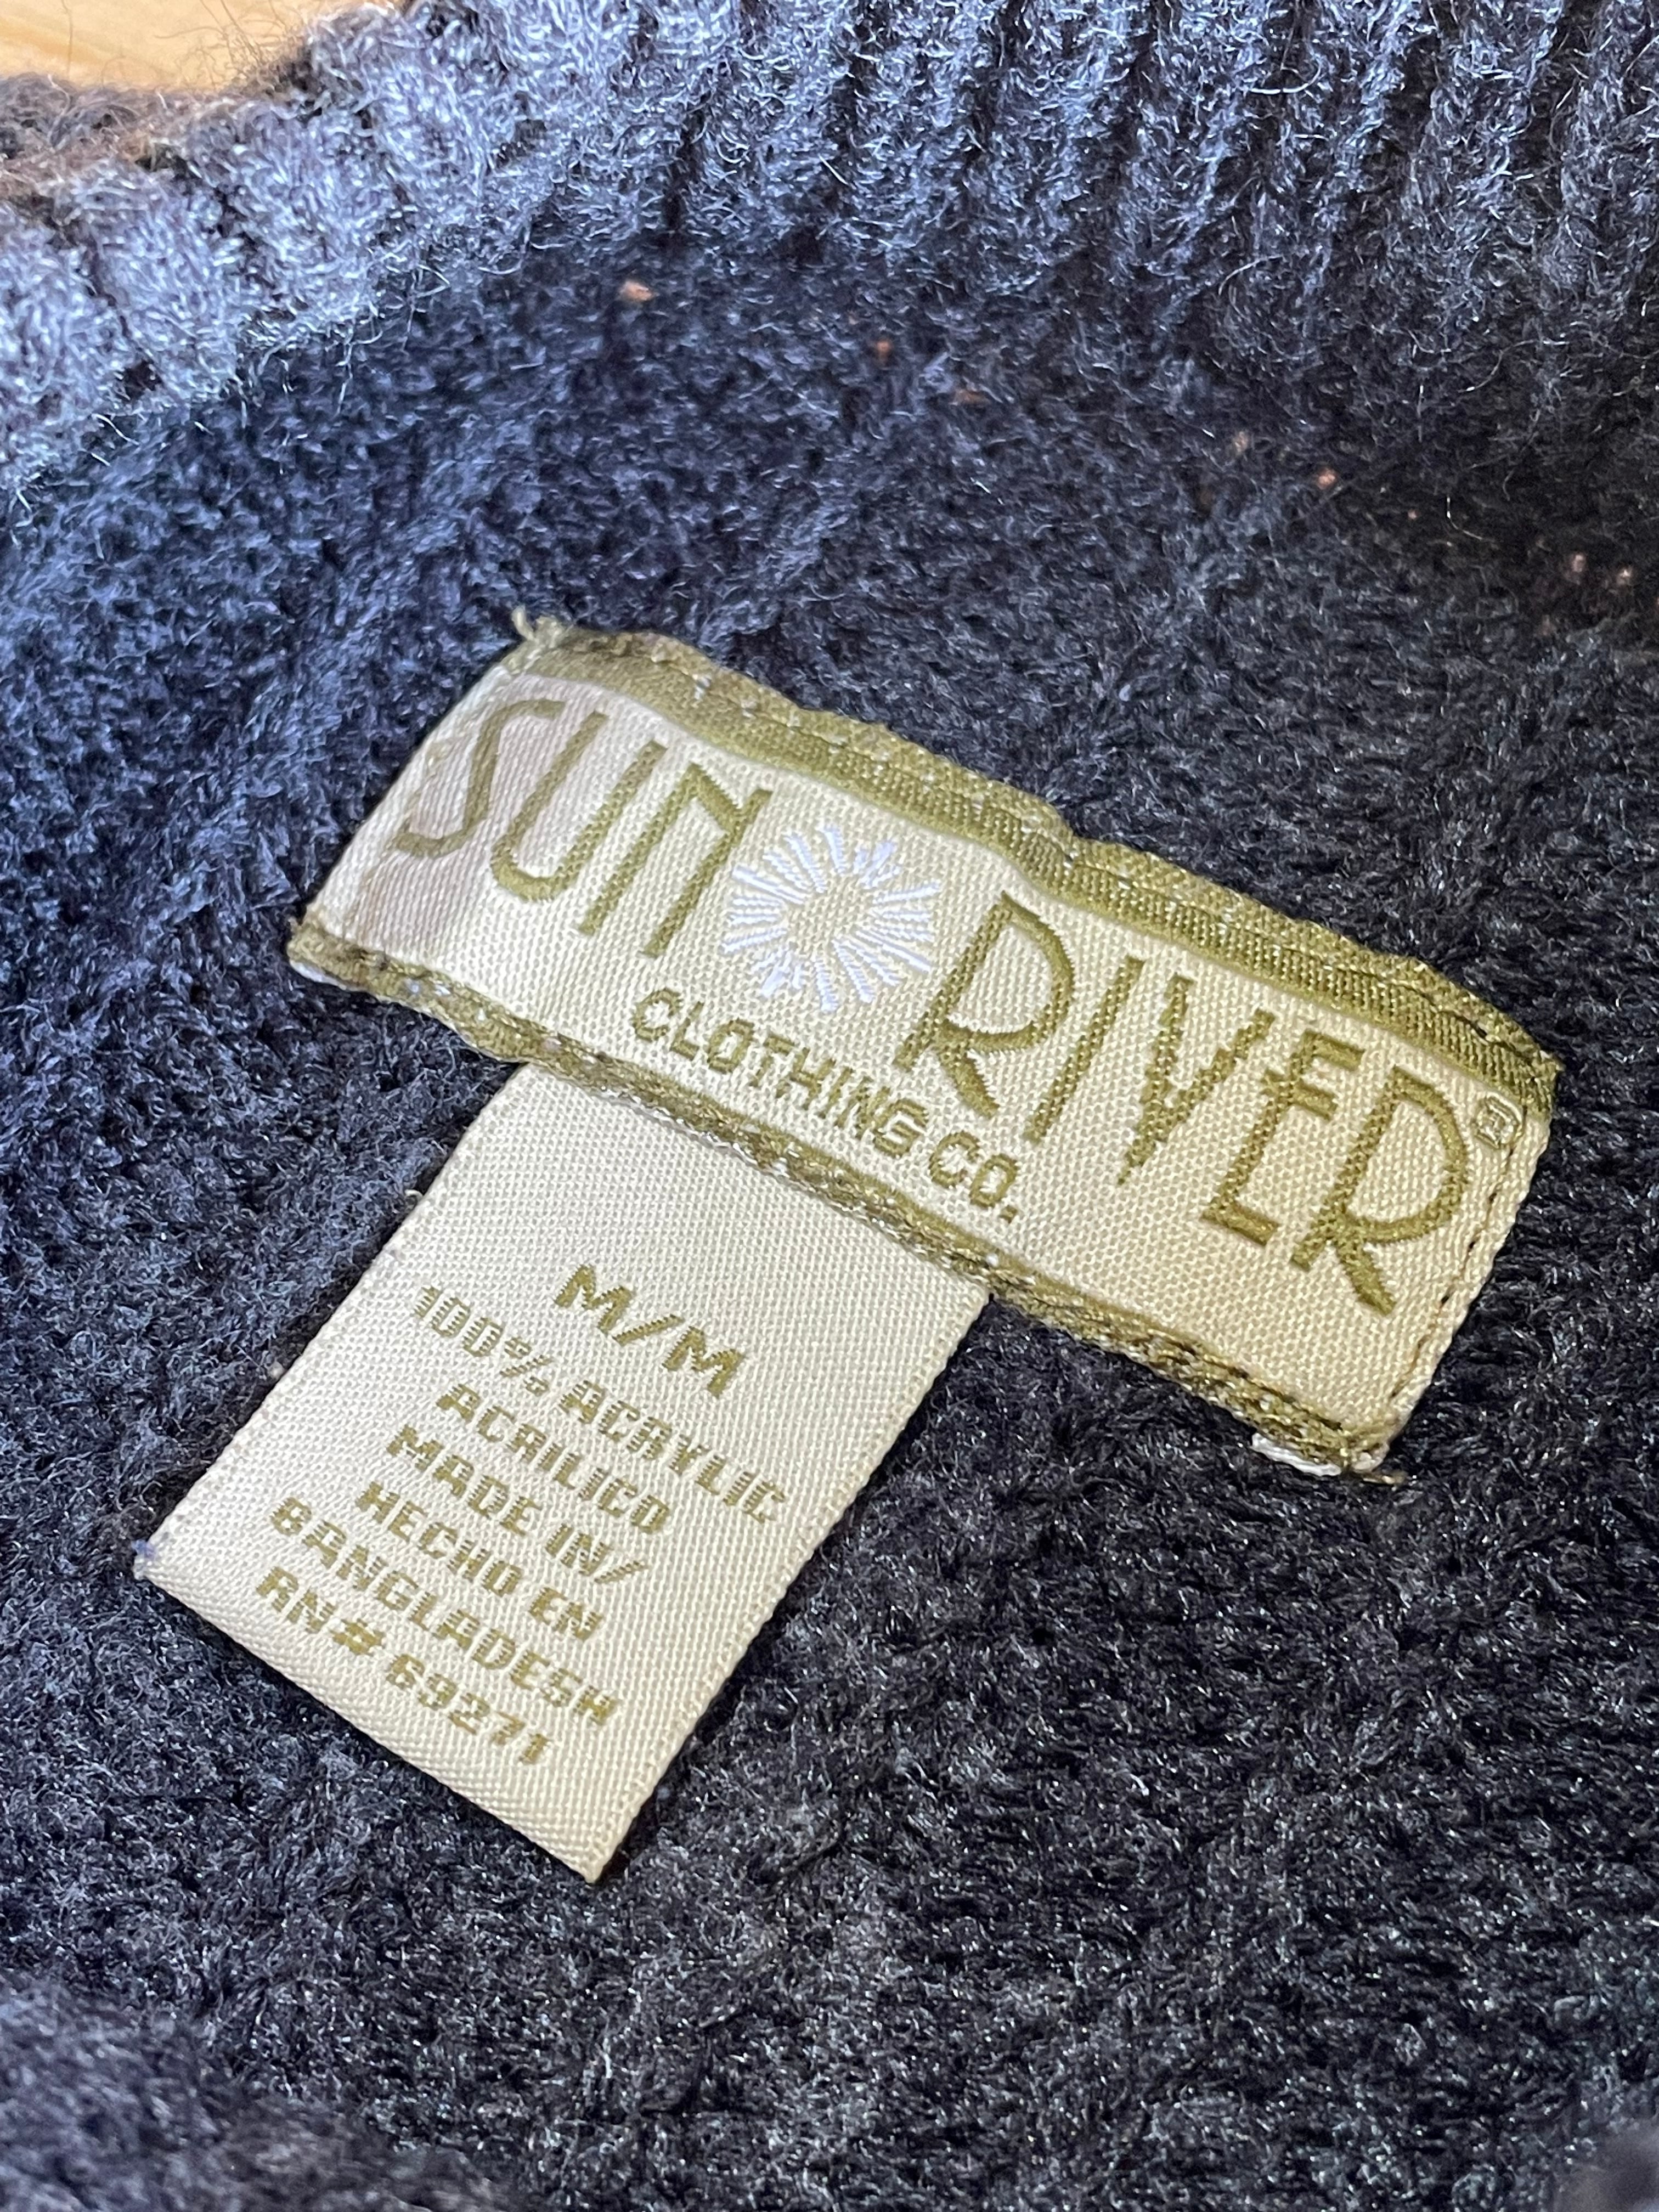 SUN RIVER®
CLOTHING CO.
M/M
100% ACRYLIC
ACRILICO
MADE IN/
HECHO EN
BANGLADESH
RN# 69271